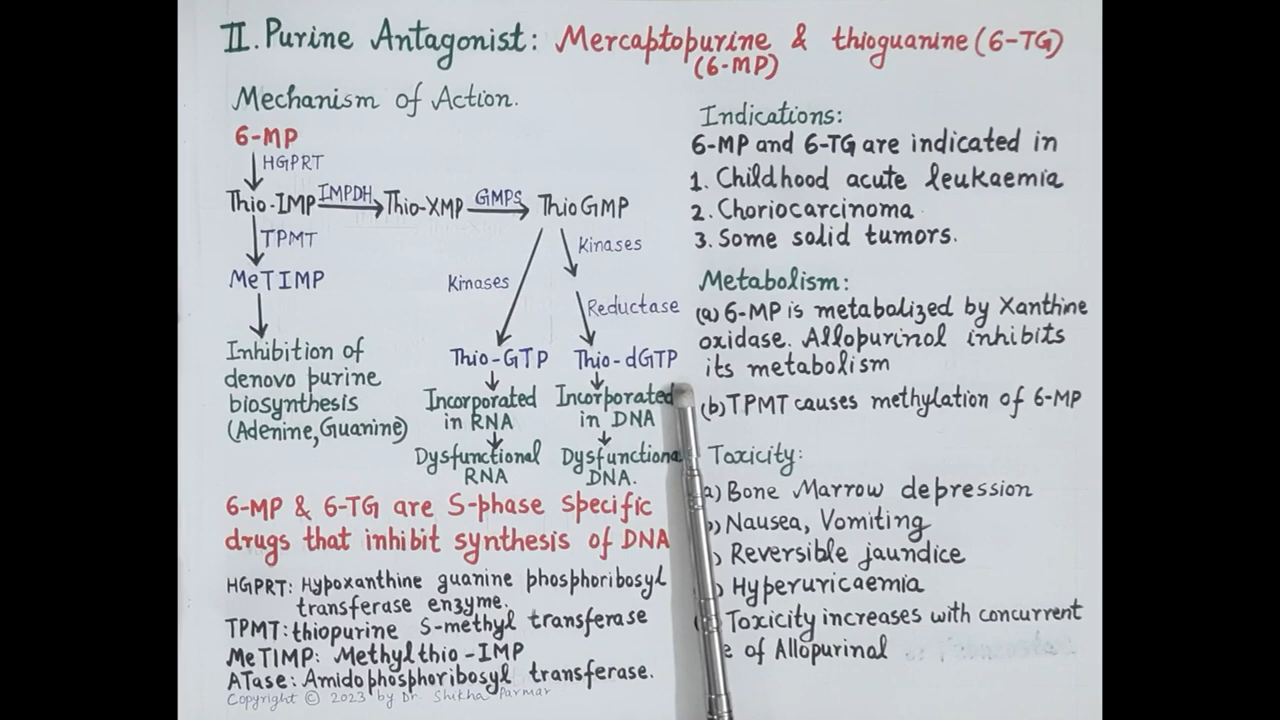 II. Purine Antagonist: Mercaptopurine & thioguanine (6-TG)
(6-MP)
Mechanism of Action.
6-MP
HGPRT
Thio-IMP IMPDH Thio-XMP GMPS ThioGMP
TPMT
MeTIMP
Kinases
Kinases
Reductase
Inhibition of
denovo purine
biosynthesis
(Adenine, Guanine)
Thio-GTP
Incorporated
in RNA
Dysfunctional
RNA
Thio-dGTP
Incorporated
in DNA
Dysfunctiona
DNA.
6-MP & 6-TG are S-phase specific
drugs that inhibit synthesis of DNA
HGPRT: Hypoxanthine guanine phosphoribosyl
transferase enzyme.
TPMT: thiopurine S-methyl transferase
MeTIMP: Methylthio-IMP
ATase: Amidophosphoribosyl transferase.
Copyright © 2023 by Dr. Shikha Parmar
Indications:
6-MP and 6-TG are indicated in
1. Childhood acute leukaemia
2. Choriocarcinoma
3. Some solid tumors.
Metabolism:
(a) 6-MP is metabolized by Xanthine
oxidase. Allopurinol inhibits
its metabolism
(b) TPMT causes methylation of 6-MP
Toxicity:
a) Bone Marrow depression
) Nausea, Vomiting
) Reversible jaundice
) Hyperuricaemia
Toxicity increases with concurrent
e of Allopurinal